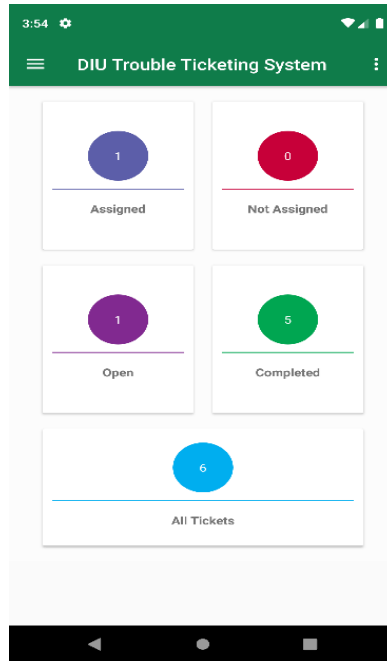 3:54
DIU Trouble Ticketing System
1 0
Assigned Not Assigned
1 5
Open Completed
6
All Tickets